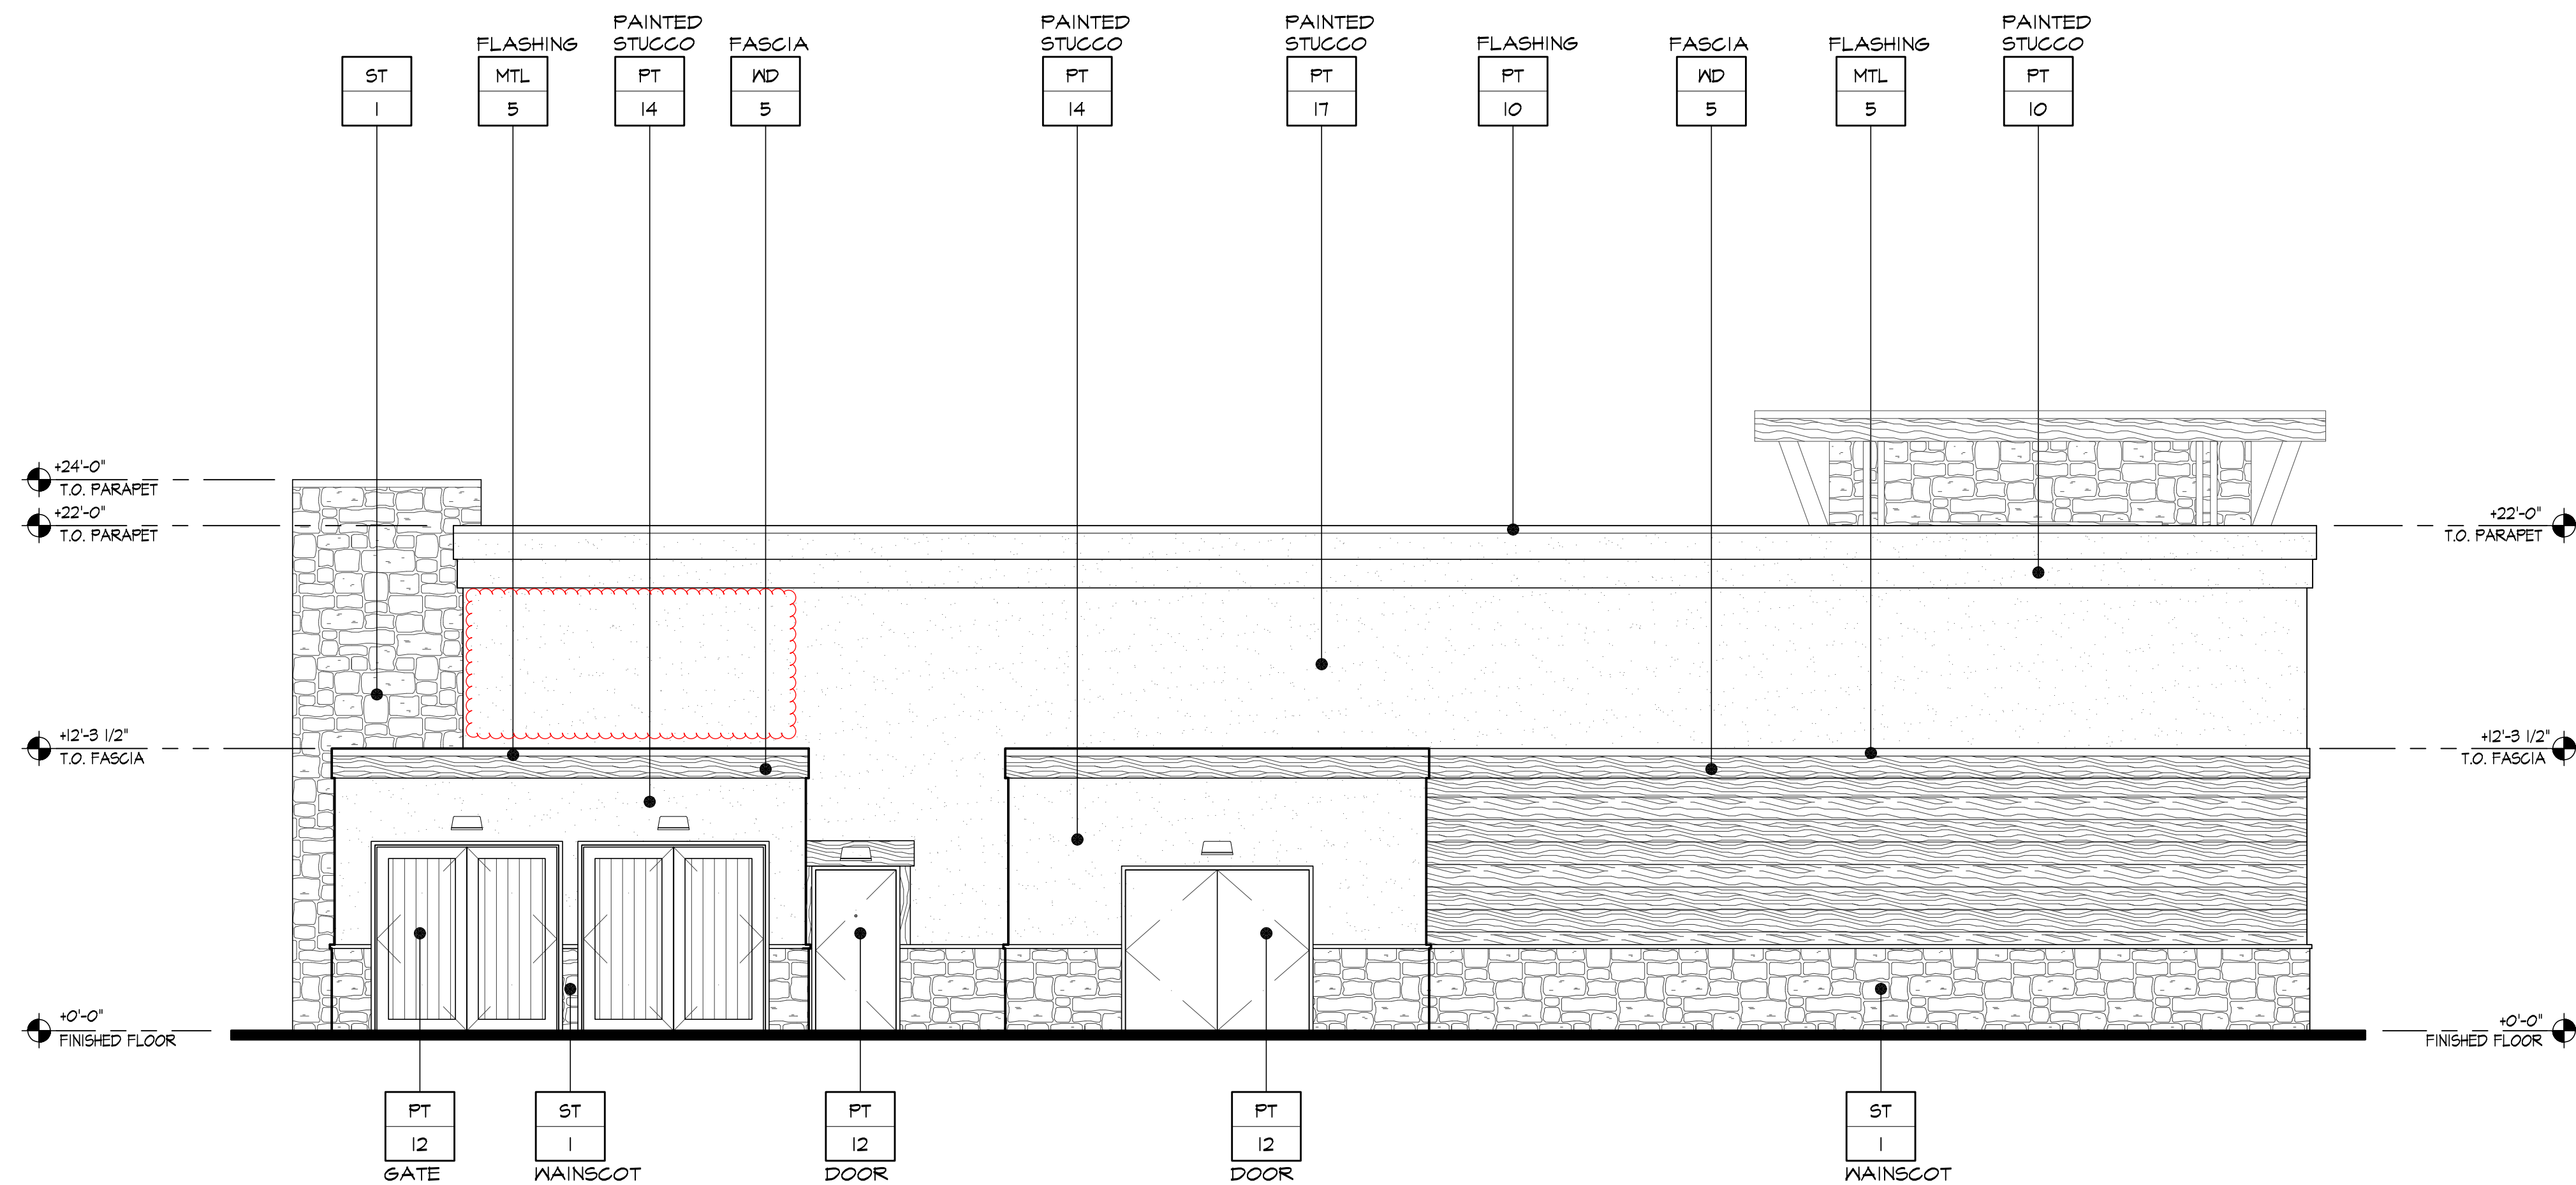 ST
1
FLASHING
MTL
5
PAINTED
STUCCO
PT
14
FASCIA
WD
5
PAINTED
STUCCO
PT
14
PAINTED
STUCCO
PT
17
FLASHING
PT
10
FASCIA
WD
5
FLASHING
MTL
5
PAINTED
STUCCO
PT
10
+24'-0"
T.O. PARAPET
+22'-0"
T.O. PARAPET
+22'-0"
T.O. PARAPET
+12'-3 1/2"
T.O. FASCIA
+12'-3 1/2"
T.O. FASCIA
+0'-0"
FINISHED FLOOR
+0'-0"
FINISHED FLOOR
PT
12
GATE
ST
1
WAINSCOT
PT
12
DOOR
PT
12
DOOR
ST
1
WAINSCOT